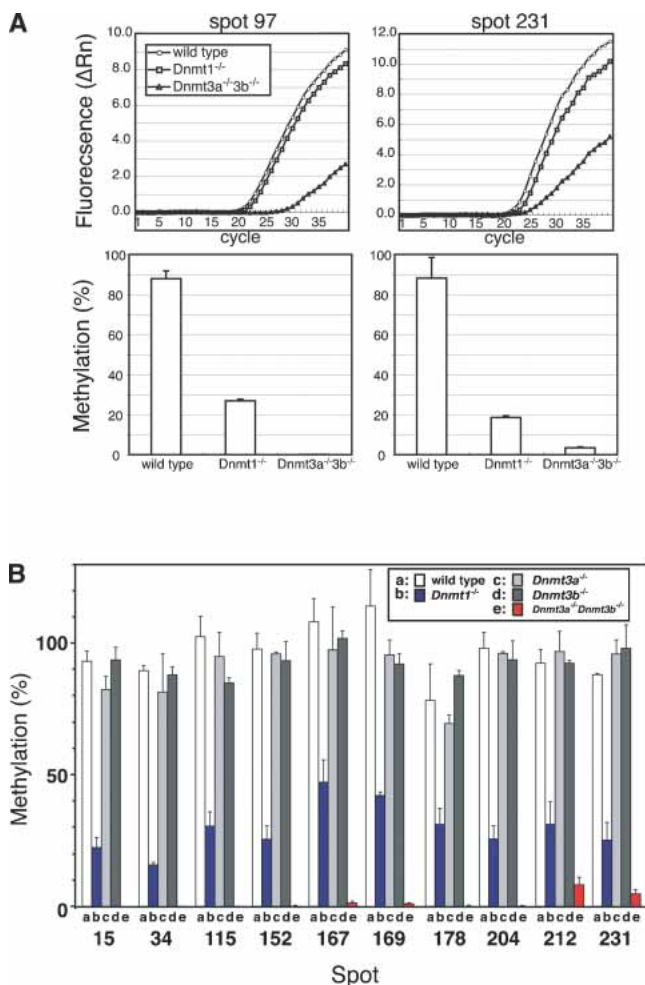 A
spot 97
spot 231
Fluorecsence (ΔRn)
10.0
8.0
6.0
4.0
2.0
0.0
wild type
Dnmt1-/-
Dnmt3a-/-3b-/-
1 5 10 15 20 25 30 35
12.0
10.0
8.0
6.0
4.0
2.0
0.0
1 5 10 15 20 25 30 35
cycle
cycle
Methylation (%)
100
80
60
40
20
0
wild type Dnmt1-/- Dnmt3a-/-3b-/-
100
80
60
40
20
0
wild type Dnmt1-/- Dnmt3a-/-3b-/-
B
a: wild type
b: Dnmt1-/-
c: Dnmt3a-/-
d: Dnmt3b-/-
e: Dnmt3a-/-Dnmt3b-/-
Methylation (%)
100
50
0
abcde abcde abcde abcde abcde abcde abcde abcde abcde abcde
15 34 115 152 167 169 178 204 212 231
Spot